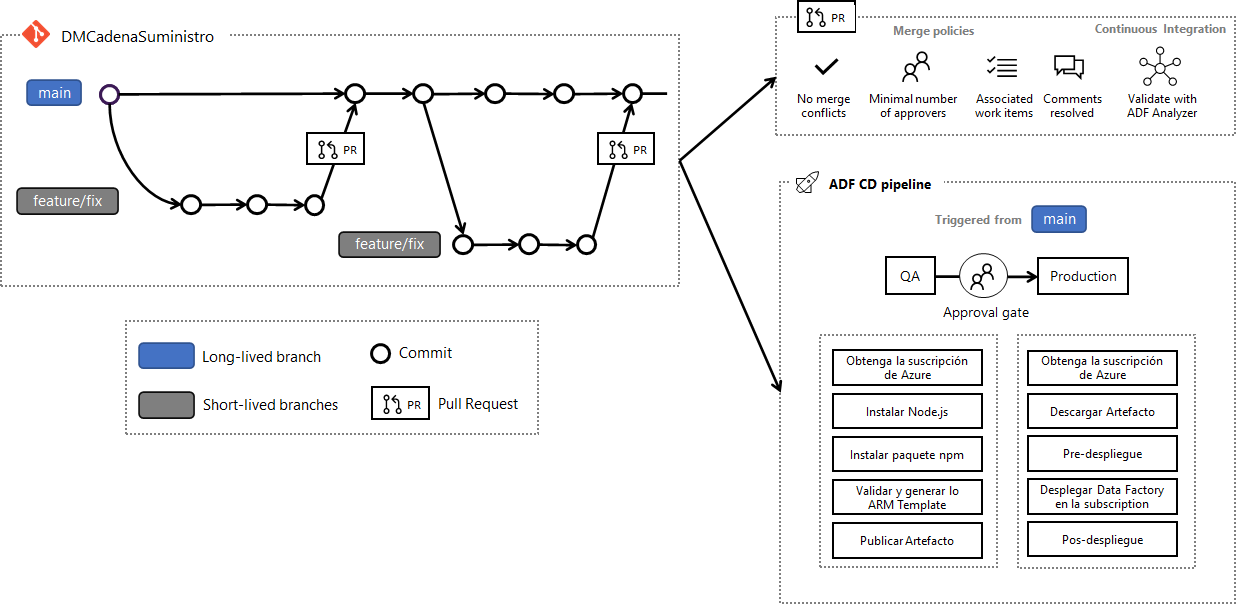 DMCadenaSuministro
main
PR
feature/fix
PR
feature/fix
Long-lived branch
Commit
Short-lived branches
PR
Pull Request
PR
Merge policies
Continuous Integration
No merge
conflicts
Minimal number
of approvers
Associated
work items
Comments
resolved
Validate with
ADF Analyzer
ADF CD pipeline
Triggered from
main
QA
Production
Approval gate
Obtenga la suscripción
de Azure
Instalar Node.js
Instalar paquete npm
Validar y generar lo
ARM Template
Publicar Artefacto
Obtenga la suscripción
de Azure
Descargar Artefacto
Pre-despliegue
Desplegar Data Factory
en la subscription
Pos-despliegue